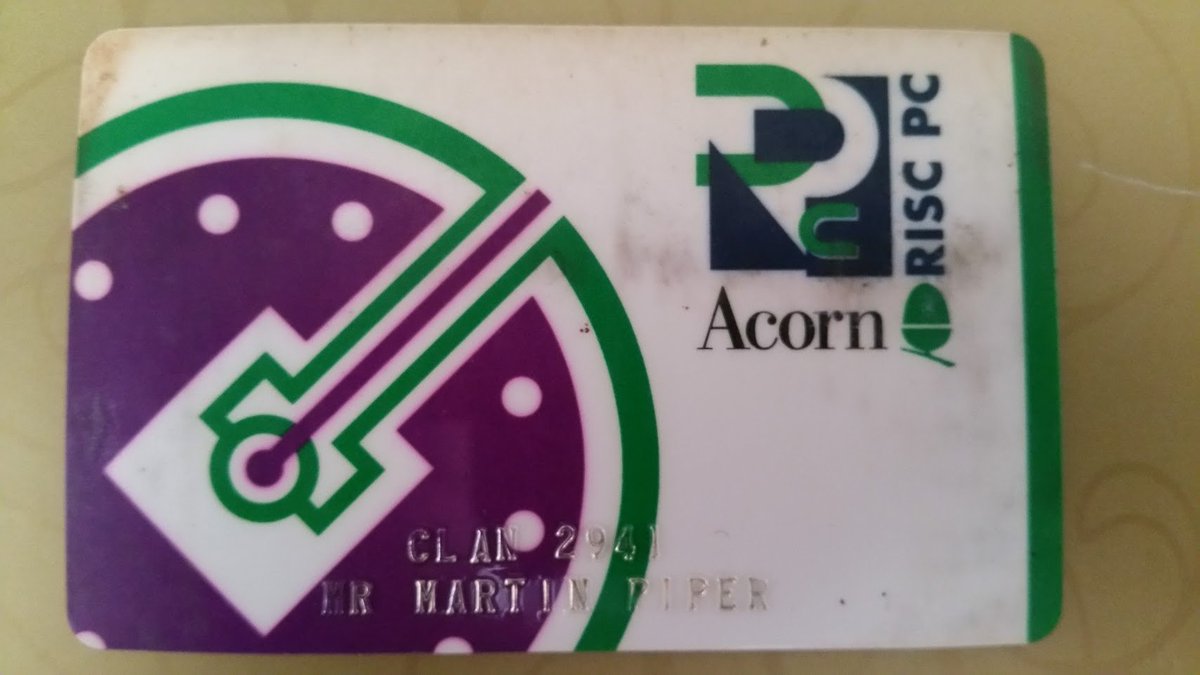 RISC PC
Acorn
CLAN 2941
MR MARTIN PIPER